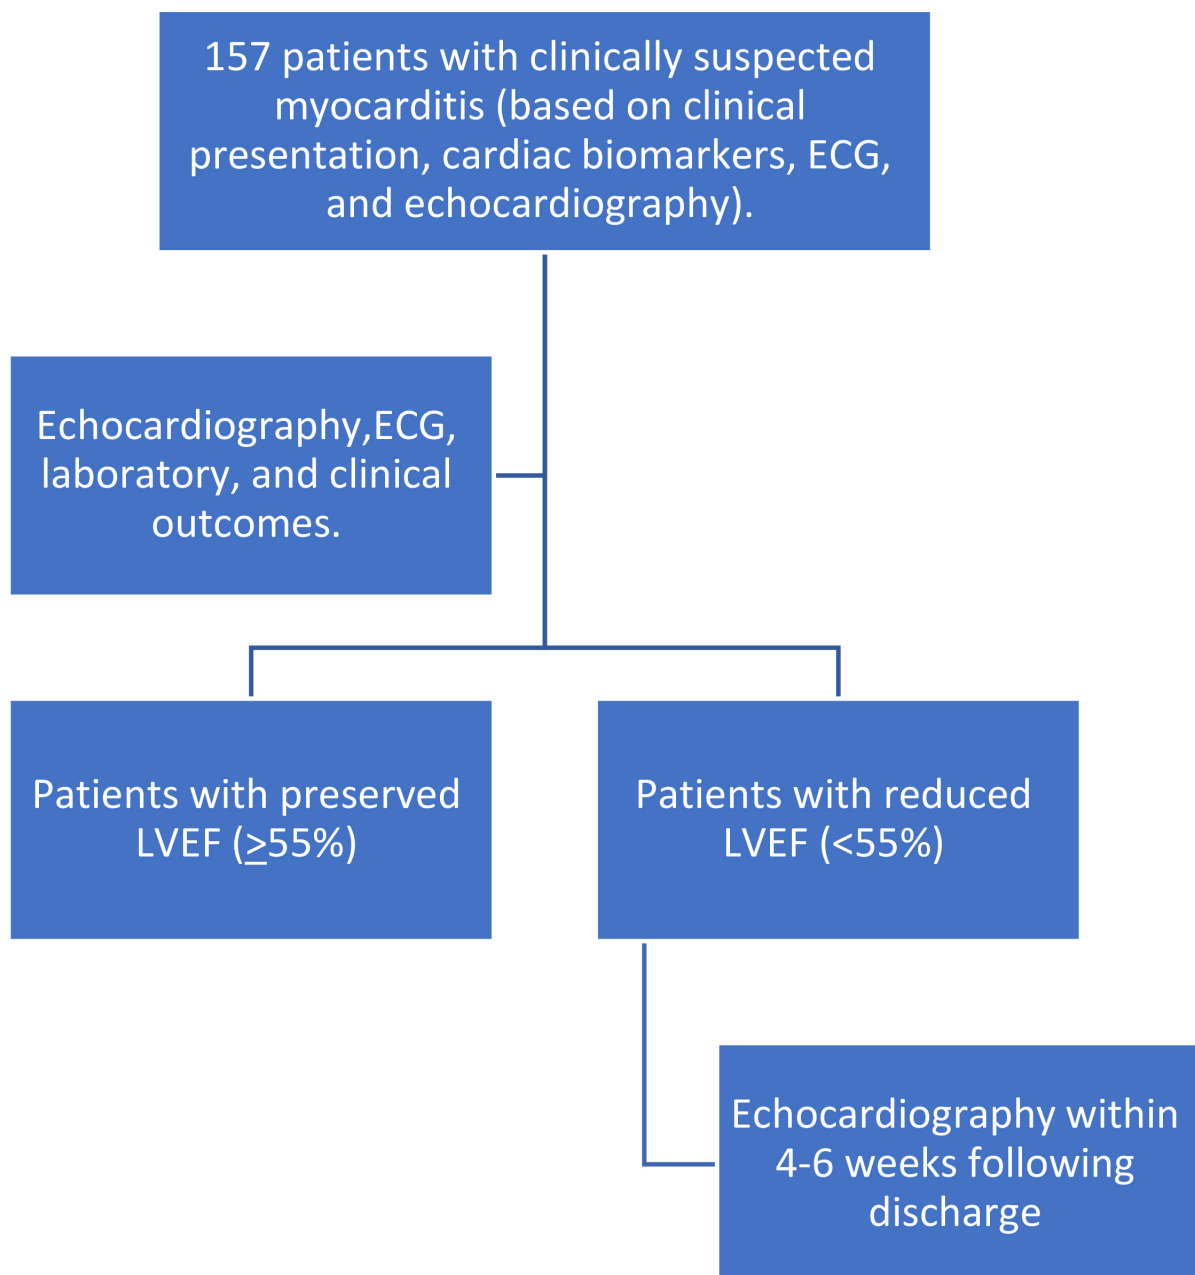 157 patients with clinically suspected
myocarditis (based on clinical
presentation, cardiac biomarkers, ECG,
and echocardiography).
Echocardiography,ECG,
laboratory, and clinical
outcomes.
Patients with preserved
LVEF (≥55%)
Patients with reduced
LVEF (<55%)
Echocardiography within
4-6 weeks following
discharge